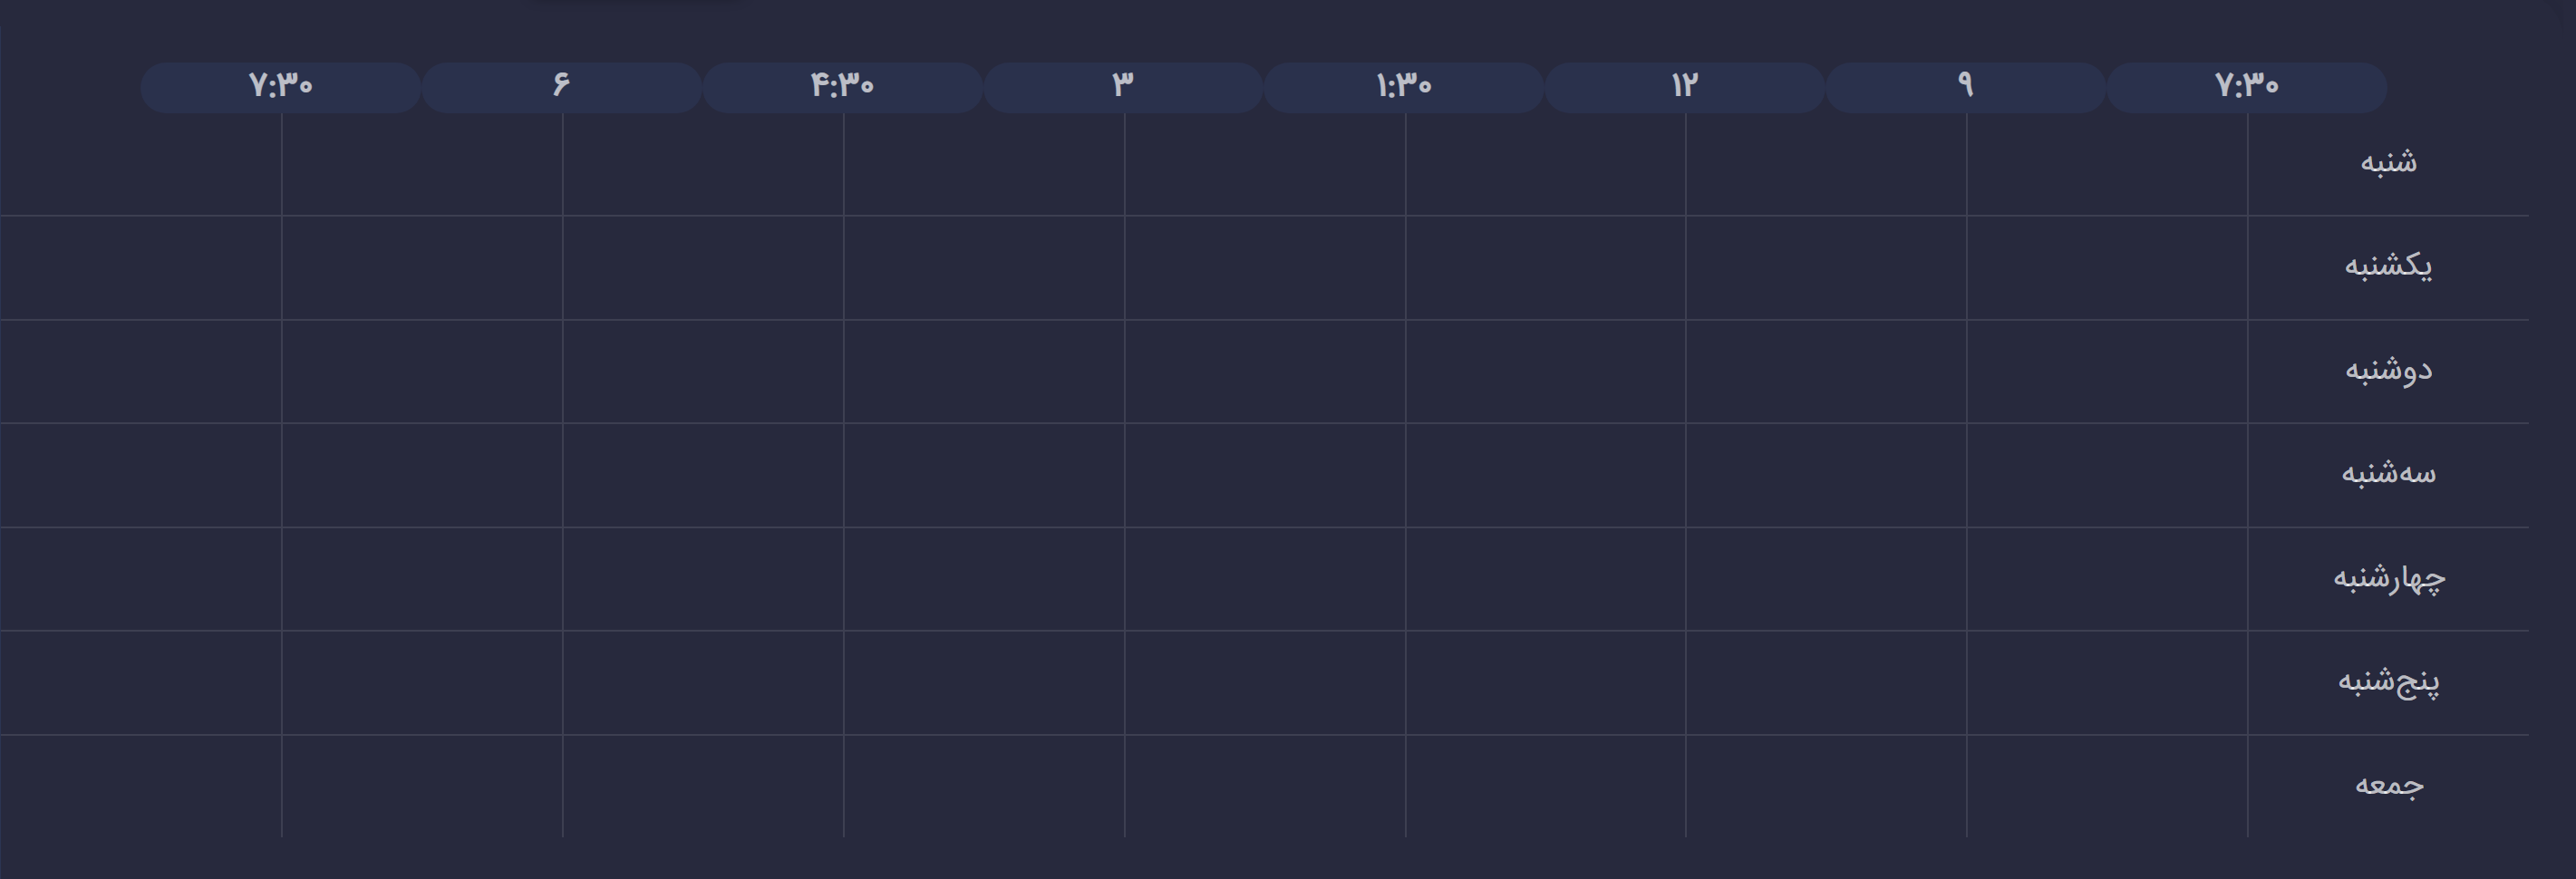 ۷:۳۰ ۹ ۱۲ ۱:۳۰ ۳ ۴:۳۰ ۶ ۷:۳۰
شنبه
یکشنبه
دوشنبه
سه‌شنبه
چهارشنبه
پنج‌شنبه
جمعه